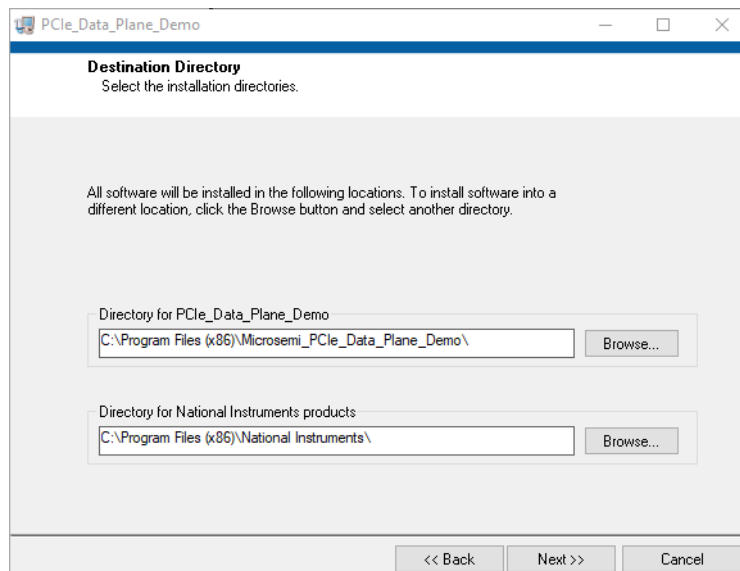 PCIe_Data_Plane_Demo
Destination Directory
Select the installation directories.
All software will be installed in the following locations. To install software into a
different location, click the Browse button and select another directory.
Directory for PCIe_Data_Plane_Demo
C:\Program Files (x86)\Microsemi_PCIe_Data_Plane_Demo\
Browse...
Directory for National Instruments products
C:\Program Files (x86)\National Instruments\
Browse...
<< Back
Next >>
Cancel